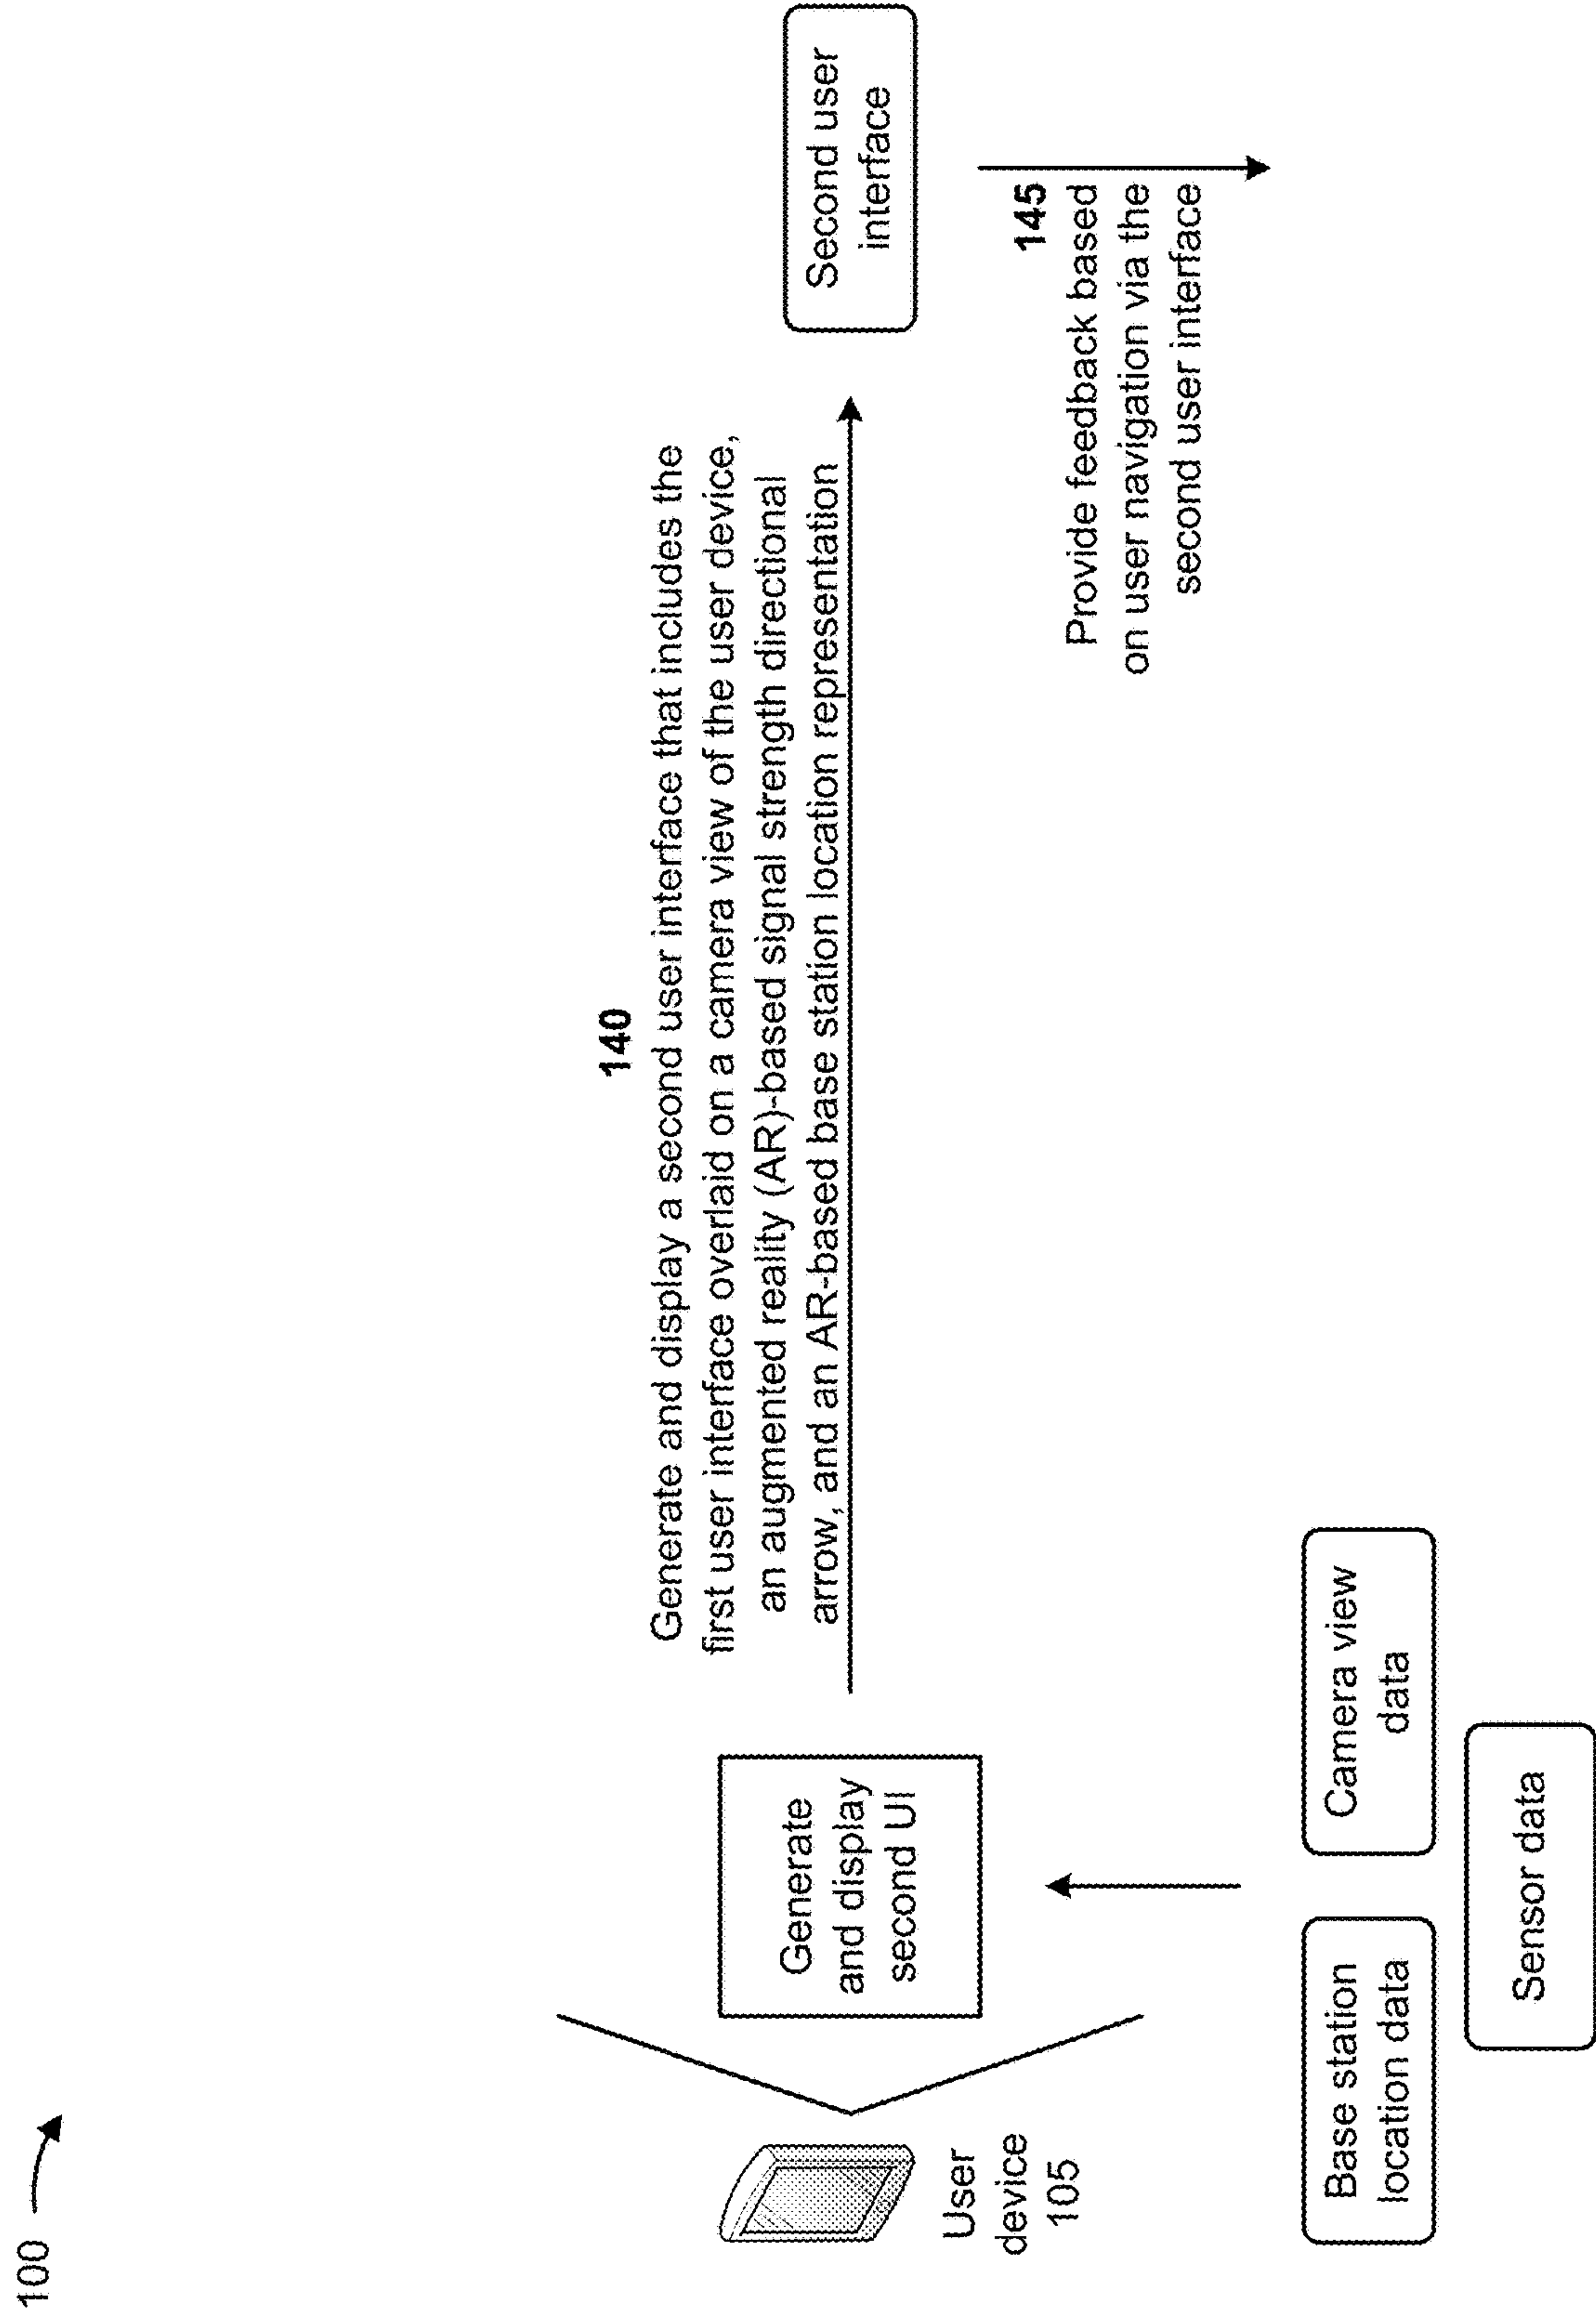 100
140
Generate and display a second user interface that includes the
first user interface overlaid on a camera view of the user device,
an augmented reality (AR)-based signal strength directional
arrow, and an AR-based base station location representation
User
device
105
Generate
and display
second UI
Second user
interface
145
Provide feedback based
on user navigation via the
second user interface
Base station
location data
Camera view
data
Sensor data